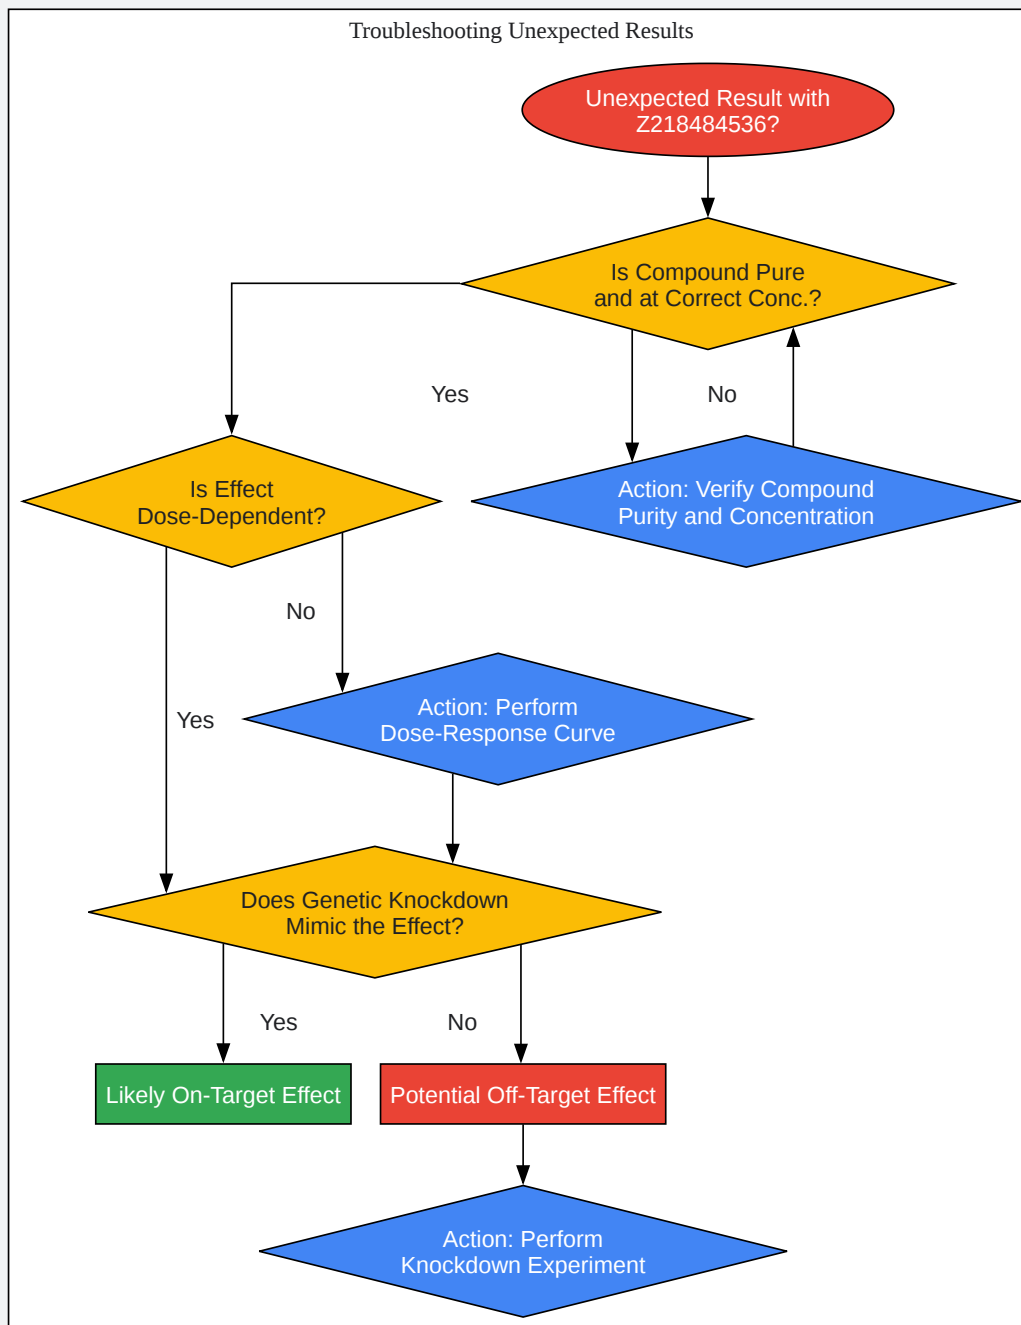 Troubleshooting Unexpected Results
Unexpected Result with
Z218484536?
Is Compound Pure
and at Correct Conc.?
Yes
No
Is Effect
Dose-Dependent?
Action: Verify Compound
Purity and Concentration
No
Yes
Action: Perform
Dose-Response Curve
Does Genetic Knockdown
Mimic the Effect?
Yes
No
Likely On-Target Effect
Potential Off-Target Effect
Action: Perform
Knockdown Experiment